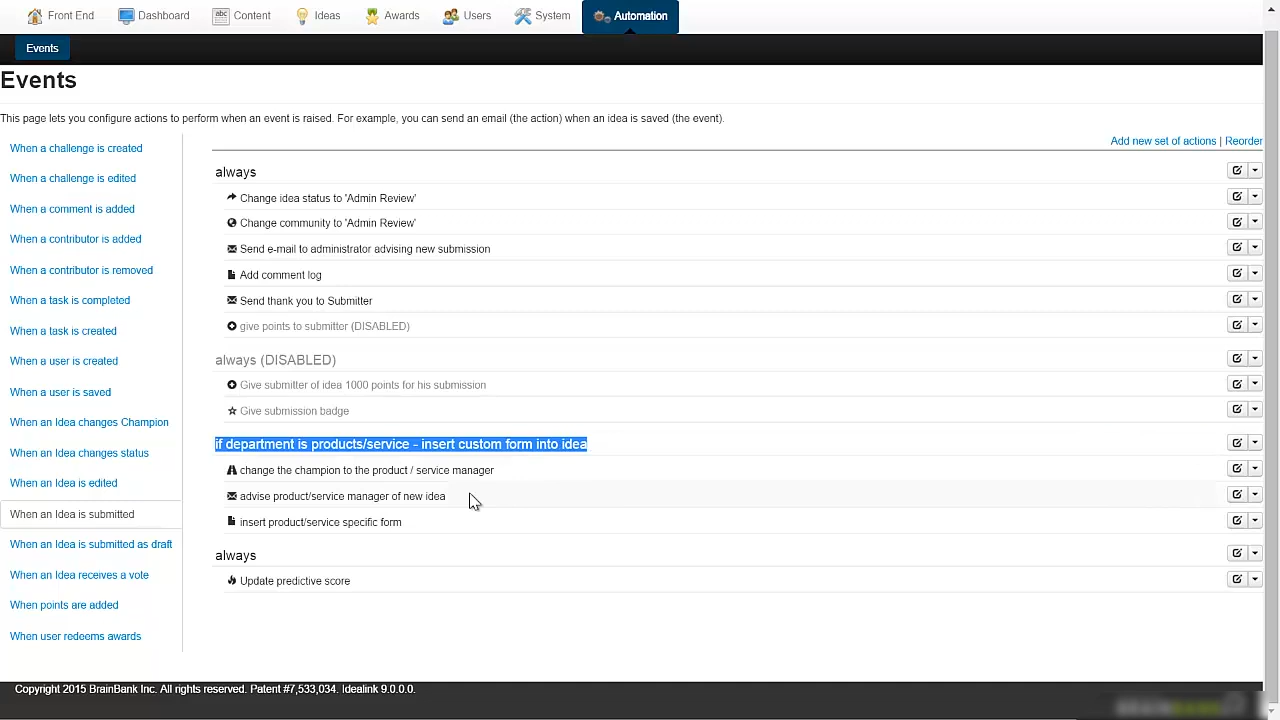 Front End Dashboard abc Content Ideas Awards Users System Automation
Events
Events
This page lets you configure actions to perform when an event is raised. For example, you can send an email (the action) when an idea is saved (the event).
Add new set of actions | Reorder
When a challenge is created
When a challenge is edited
When a comment is added
When a contributor is added
When a contributor is removed
When a task is completed
When a task is created
When a user is created
When a user is saved
When an Idea changes Champion
When an Idea changes status
When an Idea is edited
When an Idea is submitted
When an Idea is submitted as draft
When an Idea receives a vote
When points are added
When user redeems awards
always
Change idea status to 'Admin Review'
Change community to 'Admin Review'
Send e-mail to administrator advising new submission
Add comment log
Send thank you to Submitter
give points to submitter (DISABLED)
always (DISABLED)
Give submitter of idea 1000 points for his submission
Give submission badge
if department is products/service - insert custom form into idea
change the champion to the product / service manager
advise product/service manager of new idea
insert product/service specific form
always
Update predictive score
Copyright 2015 BrainBank Inc. All rights reserved. Patent #7,533,034. Idealink 9.0.0.0.